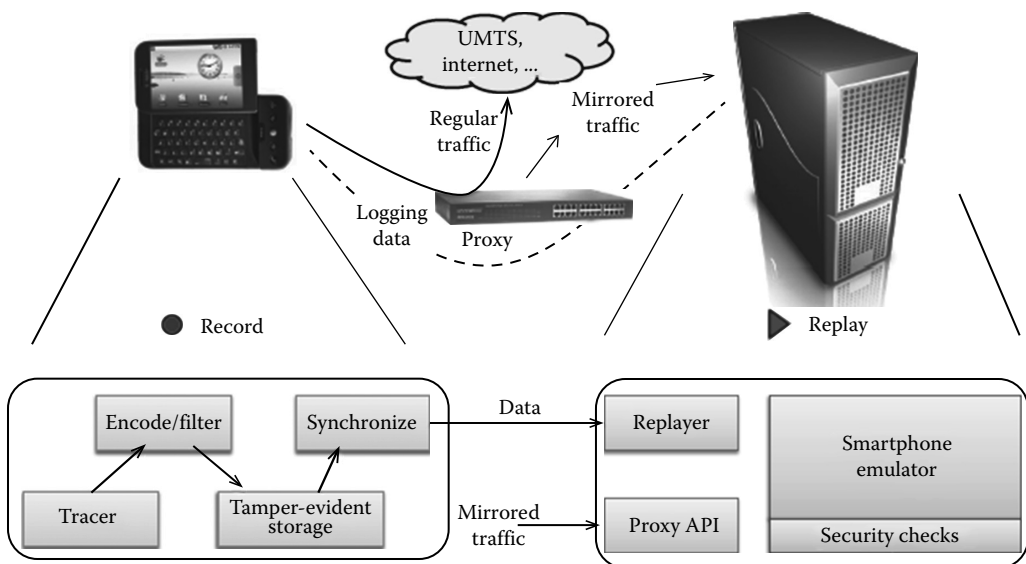 UMTS,
internet, ...
Mirrored
traffic
Regular
traffic
Logging
data
Proxy
Record
Replay
Encode/filter
Synchronize
Data
Replayer
Smartphone
emulator
Tracer
Tamper-evident
storage
Mirrored
traffic
Proxy API
Security checks